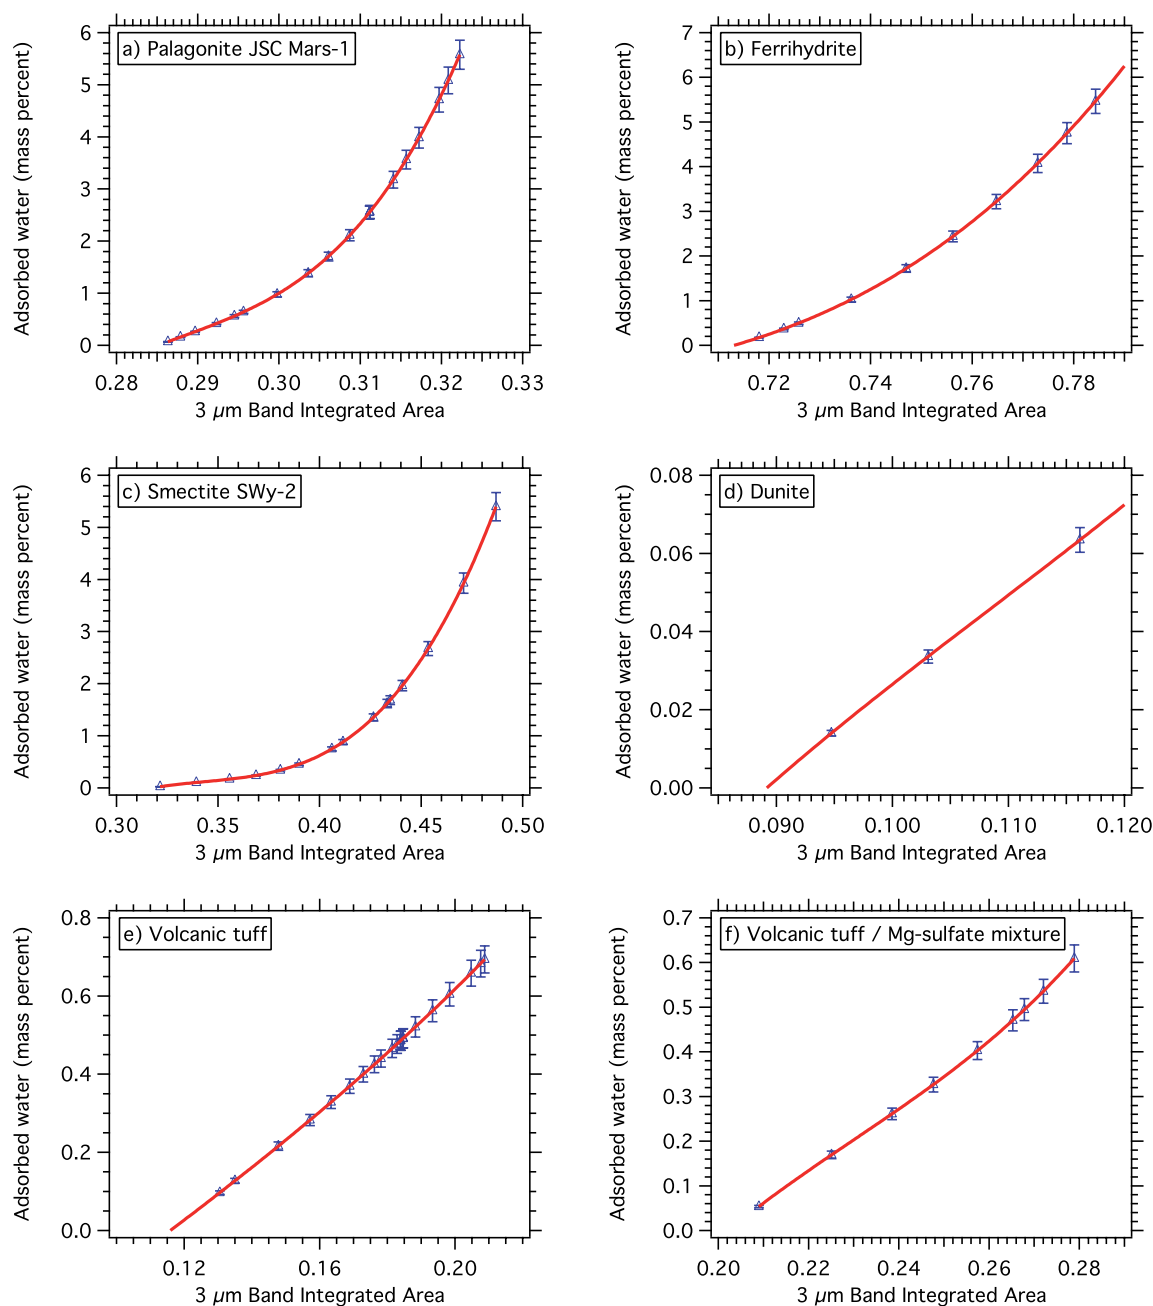 a) Palagonite JSC Mars-1
Adsorbed water (mass percent)
6
5
4
3
2
1
0
0.28 0.29 0.30 0.31 0.32 0.33
3 µm Band Integrated Area
b) Ferrihydrite
Adsorbed water (mass percent)
7
6
5
4
3
2
1
0
0.72 0.74 0.76 0.78
3 µm Band Integrated Area
c) Smectite SWy-2
Adsorbed water (mass percent)
6
5
4
3
2
1
0
0.30 0.35 0.40 0.45 0.50
3 µm Band Integrated Area
d) Dunite
Adsorbed water (mass percent)
0.08
0.06
0.04
0.02
0.00
0.090 0.100 0.110 0.120
3 µm Band Integrated Area
e) Volcanic tuff
Adsorbed water (mass percent)
0.8
0.6
0.4
0.2
0.0
0.12 0.16 0.20
3 µm Band Integrated Area
f) Volcanic tuff / Mg-sulfate mixture
Adsorbed water (mass percent)
0.7
0.6
0.5
0.4
0.3
0.2
0.1
0.0
0.20 0.22 0.24 0.26 0.28
3 µm Band Integrated Area